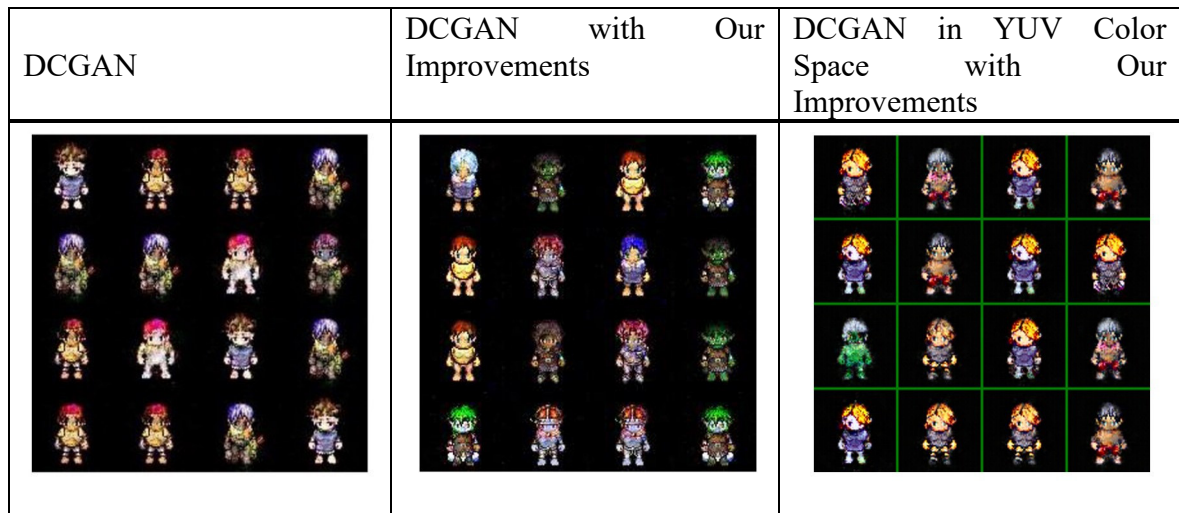 DCGAN
DCGAN with Our
Improvements
DCGAN in YUV Color
Space with Our
Improvements